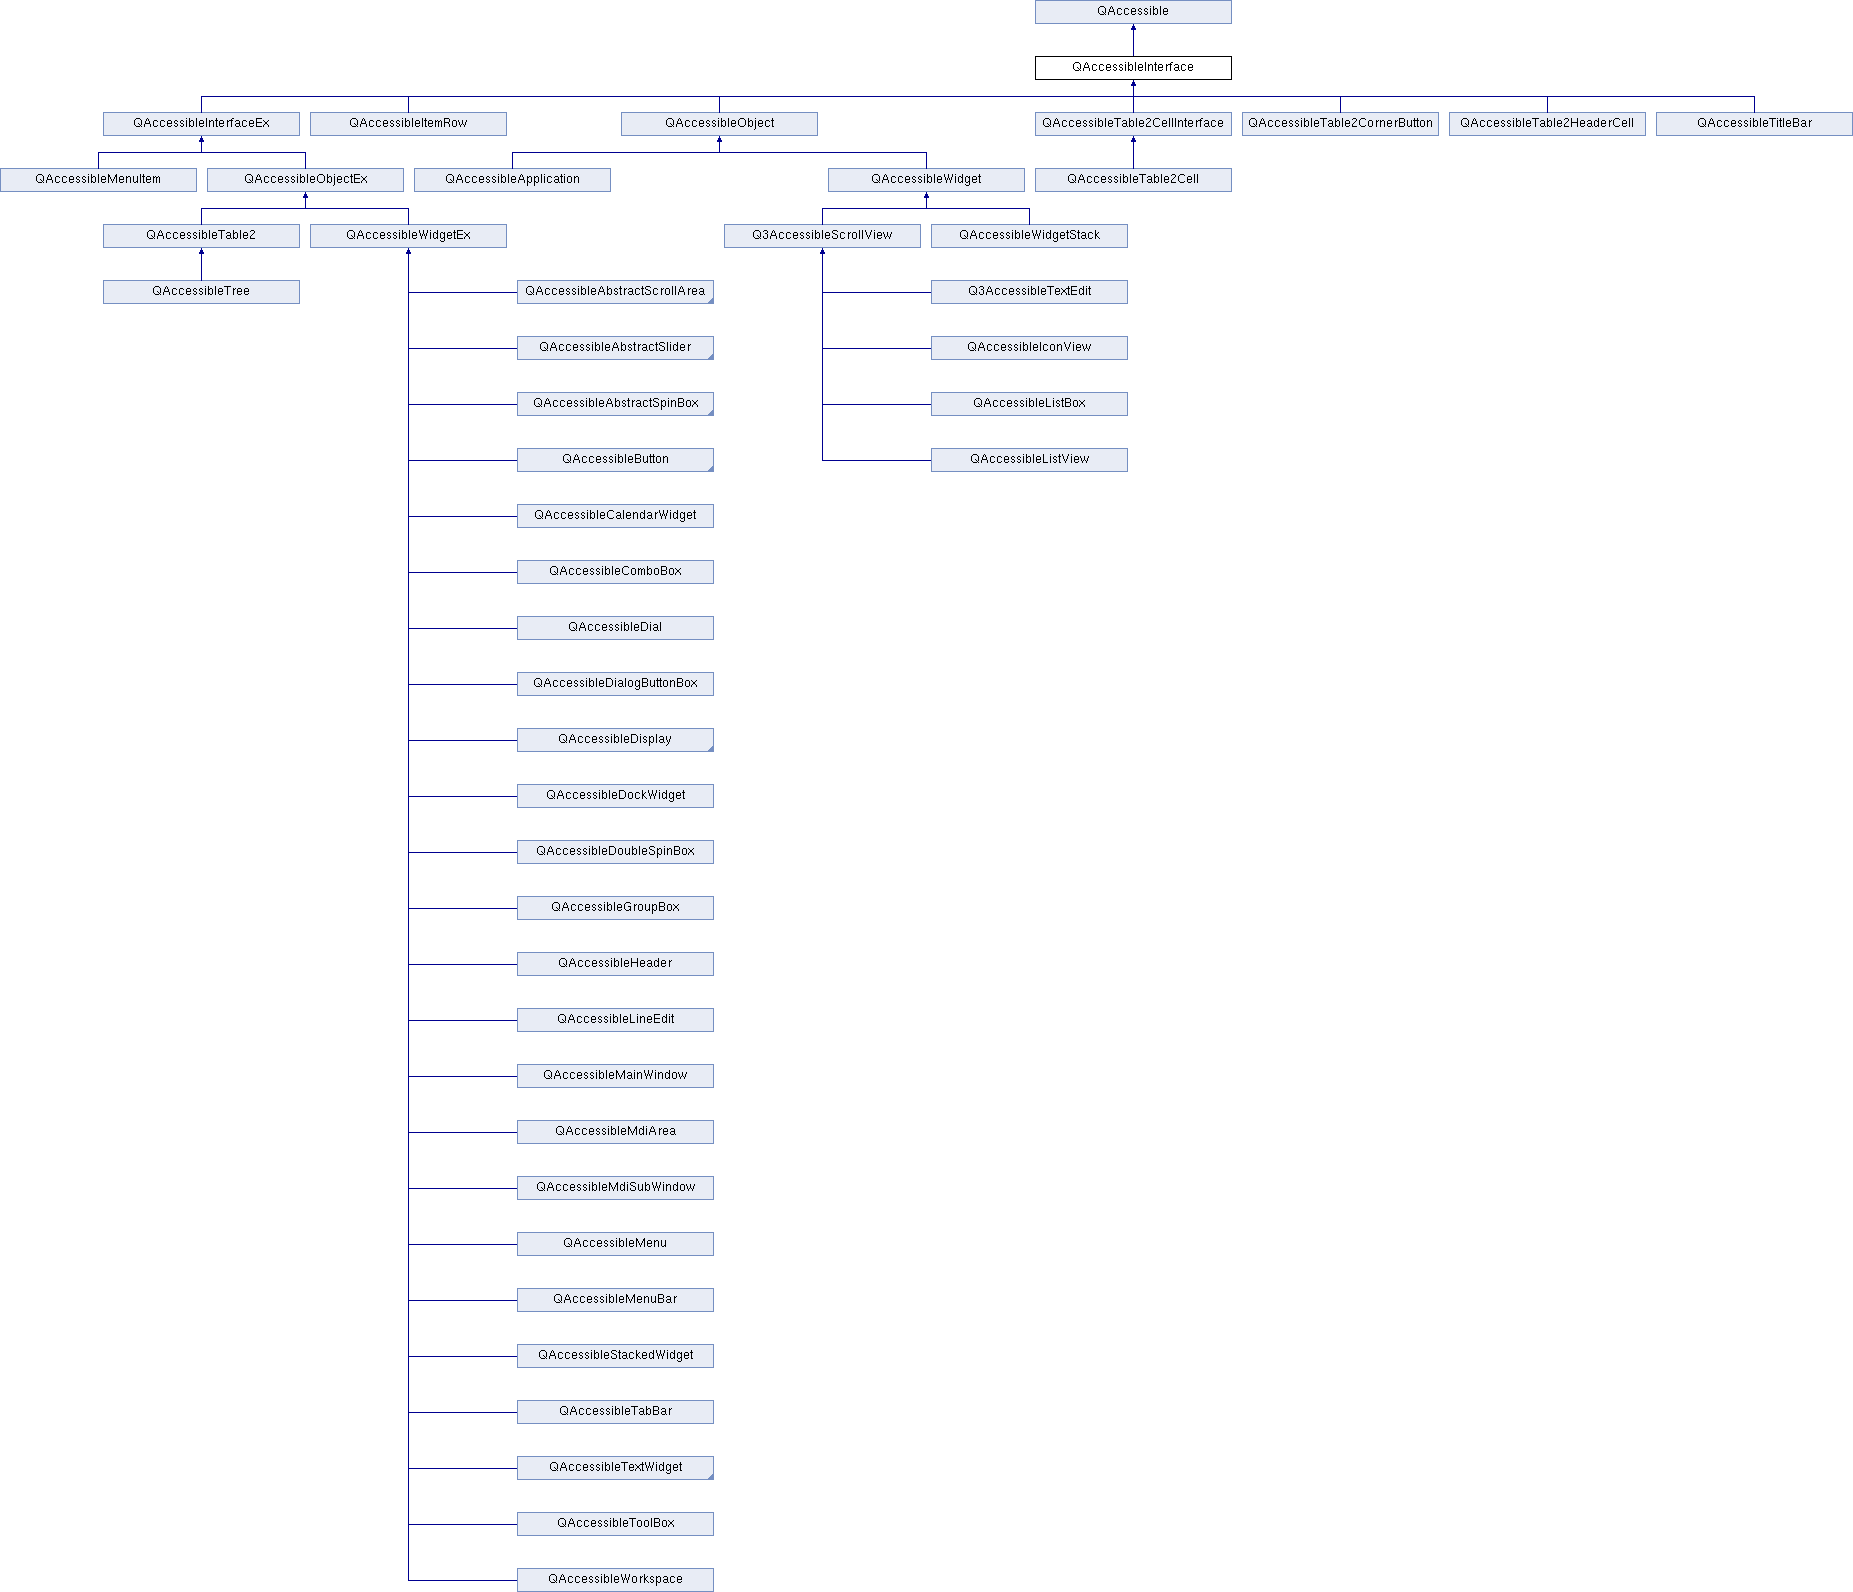 QAccessible
QAccessibleInterface
QAccessibleInterfaceEx QAccessibleItemRow QAccessibleObject QAccessibleTable2CellInterface QAccessibleTable2CornerButton QAccessibleTable2HeaderCell QAccessibleTitleBar
QAccessibleMenuItem QAccessibleObjectEx QAccessibleApplication QAccessibleWidget QAccessibleTable2Cell
QAccessibleTable2 QAccessibleWidgetEx Q3AccessibleScrollView QAccessibleWidgetStack
QAccessibleTree QAccessibleAbstractScrollArea Q3AccessibleTextEdit
QAccessibleAbstractSlider QAccessibleIconView
QAccessibleAbstractSpinBox QAccessibleListBox
QAccessibleButton QAccessibleListView
QAccessibleCalendarWidget
QAccessibleComboBox
QAccessibleDial
QAccessibleDialogButtonBox
QAccessibleDisplay
QAccessibleDockWidget
QAccessibleDoubleSpinBox
QAccessibleGroupBox
QAccessibleHeader
QAccessibleLineEdit
QAccessibleMainWindow
QAccessibleMdiArea
QAccessibleMdiSubWindow
QAccessibleMenu
QAccessibleMenuBar
QAccessibleStackedWidget
QAccessibleTabBar
QAccessibleTextWidget
QAccessibleToolBox
QAccessibleWorkspace